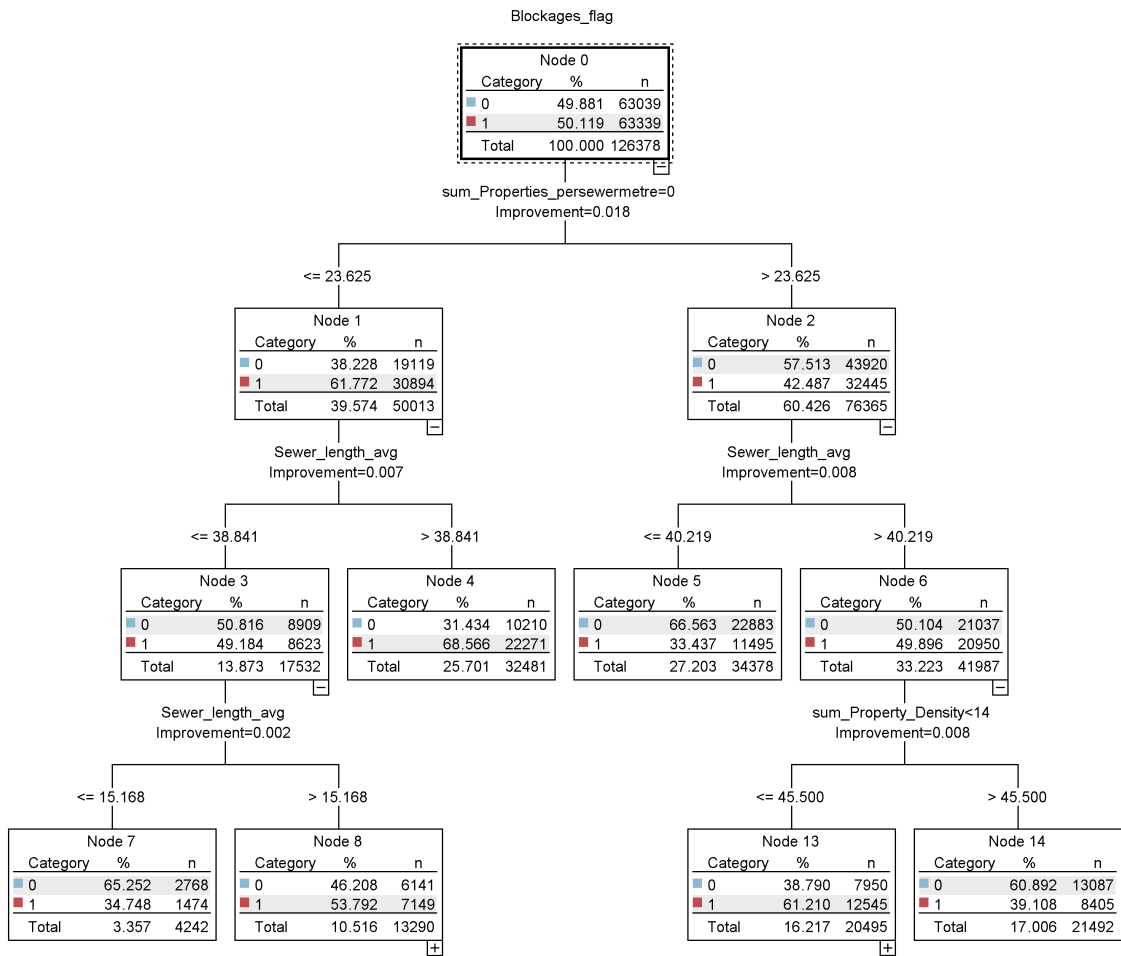 Blockages_flag
Node 0
Category % n
0 49.881 63039
1 50.119 63339
Total 100.000 126378
sum_Properties_persewermetre=0
Improvement=0.018
<= 23.625
> 23.625
Node 1
Category % n
0 38.228 19119
1 61.772 30894
Total 39.574 50013
Node 2
Category % n
0 57.513 43920
1 42.487 32445
Total 60.426 76365
Sewer_length_avg
Improvement=0.007
Sewer_length_avg
Improvement=0.008
<= 38.841
> 38.841
<= 40.219
> 40.219
Node 3
Category % n
0 50.816 8909
1 49.184 8623
Total 13.873 17532
Node 4
Category % n
0 31.434 10210
1 68.566 22271
Total 25.701 32481
Node 5
Category % n
0 66.563 22883
1 33.437 11495
Total 27.203 34378
Node 6
Category % n
0 50.104 21037
1 49.896 20950
Total 33.223 41987
Sewer_length_avg
Improvement=0.002
sum_Property_Density<14
Improvement=0.008
<= 15.168
> 15.168
<= 45.500
> 45.500
Node 7
Category % n
0 65.252 2768
1 34.748 1474
Total 3.357 4242
Node 8
Category % n
0 46.208 6141
1 53.792 7149
Total 10.516 13290
Node 13
Category % n
0 38.790 7950
1 61.210 12545
Total 16.217 20495
Node 14
Category % n
0 60.892 13087
1 39.108 8405
Total 17.006 21492